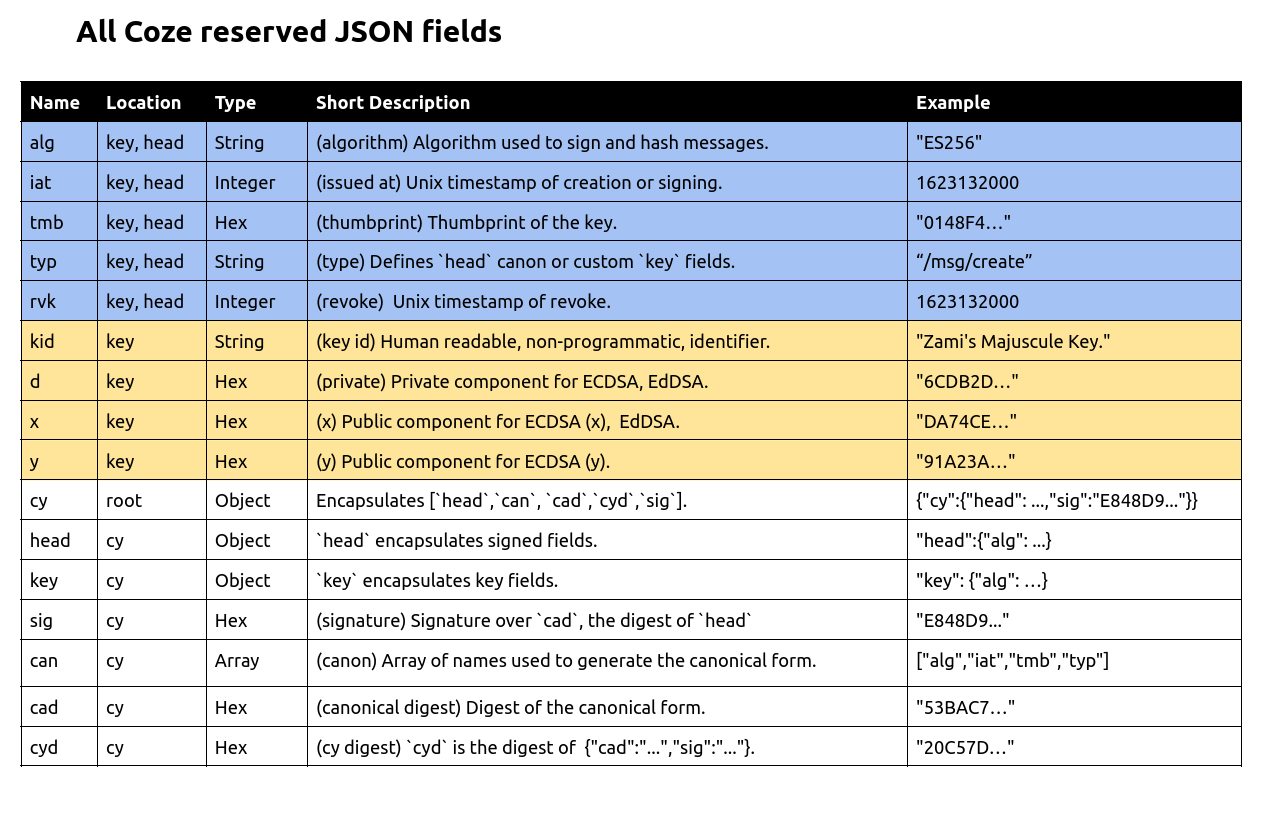 All Coze reserved JSON fields
Name Location Type Short Description Example
alg key, head String (algorithm) Algorithm used to sign and hash messages. "ES256"
iat key, head Integer (issued at) Unix timestamp of creation or signing. 1623132000
tmb key, head Hex (thumbprint) Thumbprint of the key. "0148F4…"
typ key, head String (type) Defines `head` canon or custom `key` fields. “/msg/create”
rvk key, head Integer (revoke)  Unix timestamp of revoke. 1623132000
kid key String (key id) Human readable, non-programmatic, identifier. "Zami's Majuscule Key."
d key Hex (private) Private component for ECDSA, EdDSA. "6CDB2D…"
x key Hex (x) Public component for ECDSA (x),  EdDSA. "DA74CE…"
y key Hex (y) Public component for ECDSA (y). "91A23A…"
cy root Object Encapsulates [`head`,`can`, `cad`,`cyd`,`sig`]. {"cy":{"head": ...,"sig":"E848D9..."}}
head cy Object `head` encapsulates signed fields. "head":{"alg": ...}
key cy Object `key` encapsulates key fields. "key": {"alg": …}
sig cy Hex (signature) Signature over `cad`, the digest of `head` "E848D9..."
can cy Array (canon) Array of names used to generate the canonical form. ["alg","iat","tmb","typ"]
cad cy Hex (canonical digest) Digest of the canonical form. "53BAC7…"
cyd cy Hex (cy digest) `cyd` is the digest of  {"cad":"...","sig":"..."}. "20C57D…"